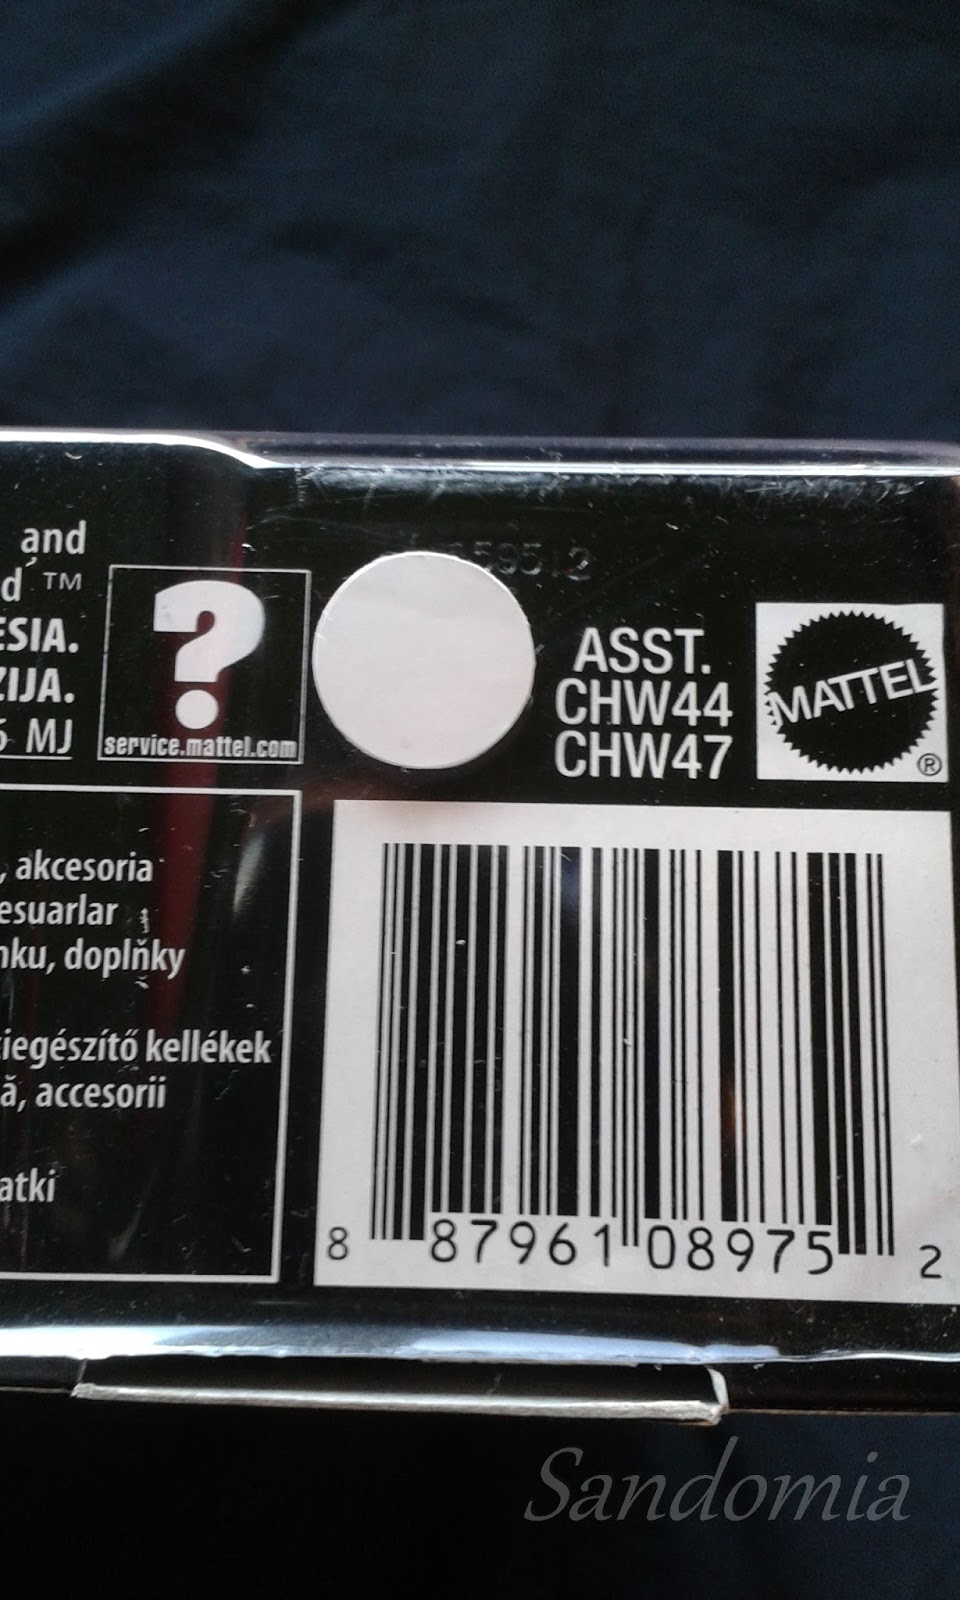 and
d ™
ESIA.
ZIJA.
MJ
?
service.mattel.com
59512
ASST.
CHW44
CHW47
MATTEL
®
, akcesoria
esuarlar
nku, doplňky
iegészítő kellékek
ă, accesorii
atki
8 87961 08975 2
Sandomia